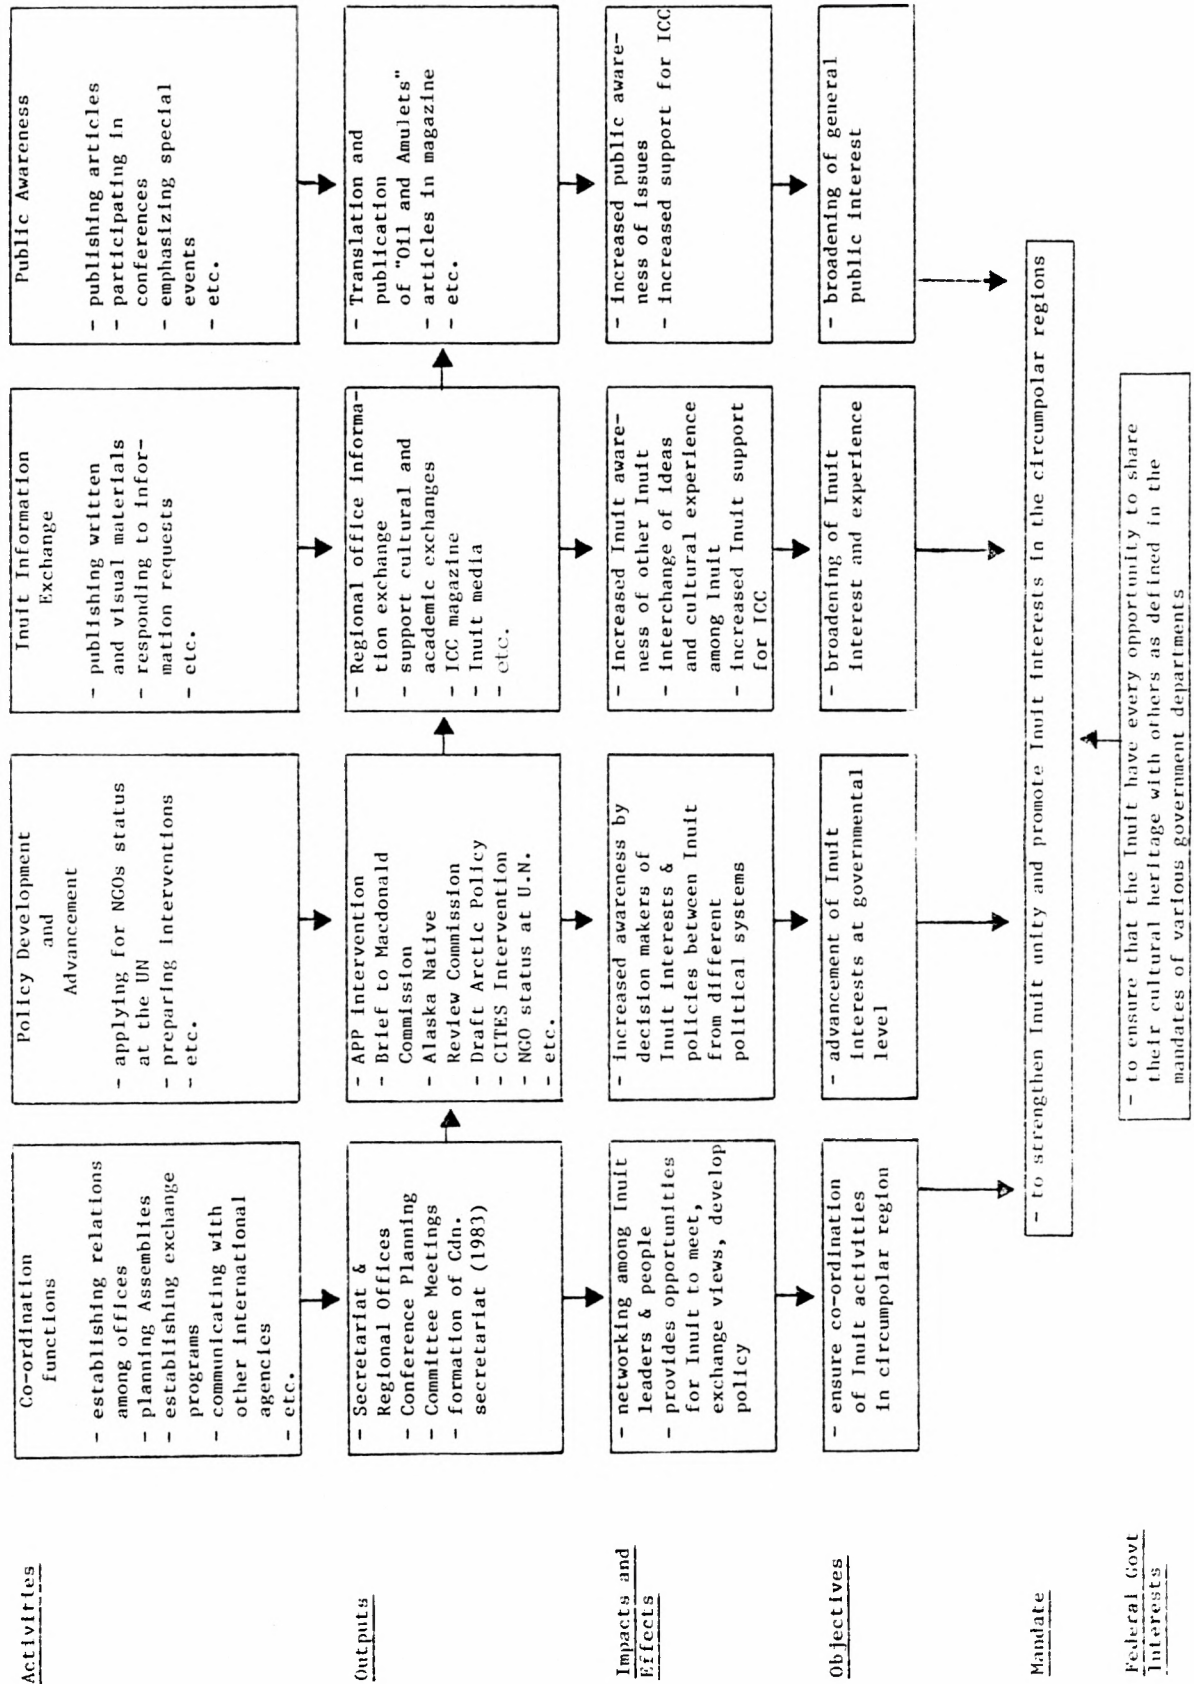 Activities
Co-ordination
functions
- establishing relations
among offices
- planning Assemblies
- establishing exchange
programs
- communicating with
other international
agencies
- etc.
Policy Development
and
Advancement
- applying for NGOs status
at the UN
- preparing interventions
- etc.
Inuit Information
Exchange
- publishing written
and visual materials
- responding to infor-
mation requests
- etc.
Public Awareness
- publishing articles
- participating in
conferences
- emphasizing special
events
- etc.
Outputs
- Secretariat &
Regional Offices
- Conference Planning
- Committee Meetings
- formation of Cdn.
secretariat (1983)
- APP intervention
- Brief to Macdonald
Commission
- Alaska Native
Review Commission
- Draft Arctic Policy
- CITES Intervention
- NGO status at U.N.
- etc.
- Regional office informa-
tion exchange
- support cultural and
academic exchanges
- ICC magazine
- Inuit media
- etc.
- Translation and
publication
of "Oil and Amulets"
- articles in magazine
- etc.
Impacts and
Effects
- networking among Inuit
leaders & people
- provides opportunities
for Inuit to meet,
exchange views, develop
policy
- increased awareness by
decision makers of
Inuit interests &
policies between Inuit
from different
political systems
- increased Inuit aware-
ness of other Inuit
- interchange of ideas
and cultural experience
among Inuit
- increased Inuit support
for ICC
- increased public aware-
ness of issues
- increased support for ICC
Objectives
- ensure co-ordination
of Inuit activities
in circumpolar region
- advancement of Inuit
interests at governmental
level
- broadening of Inuit
interest and experience
- broadening of general
public interest
Mandate
- to strengthen Inuit unity and promote Inuit interests in the circumpolar regions
Federal Govt
Interests
- to ensure that the Inuit have every opportunity to share
their cultural heritage with others as defined in the
mandates of various government departments